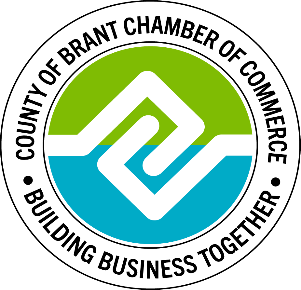 COUNTY OF BRANT CHAMBER OF COMMERCE
• BUILDING BUSINESS TOGETHER •